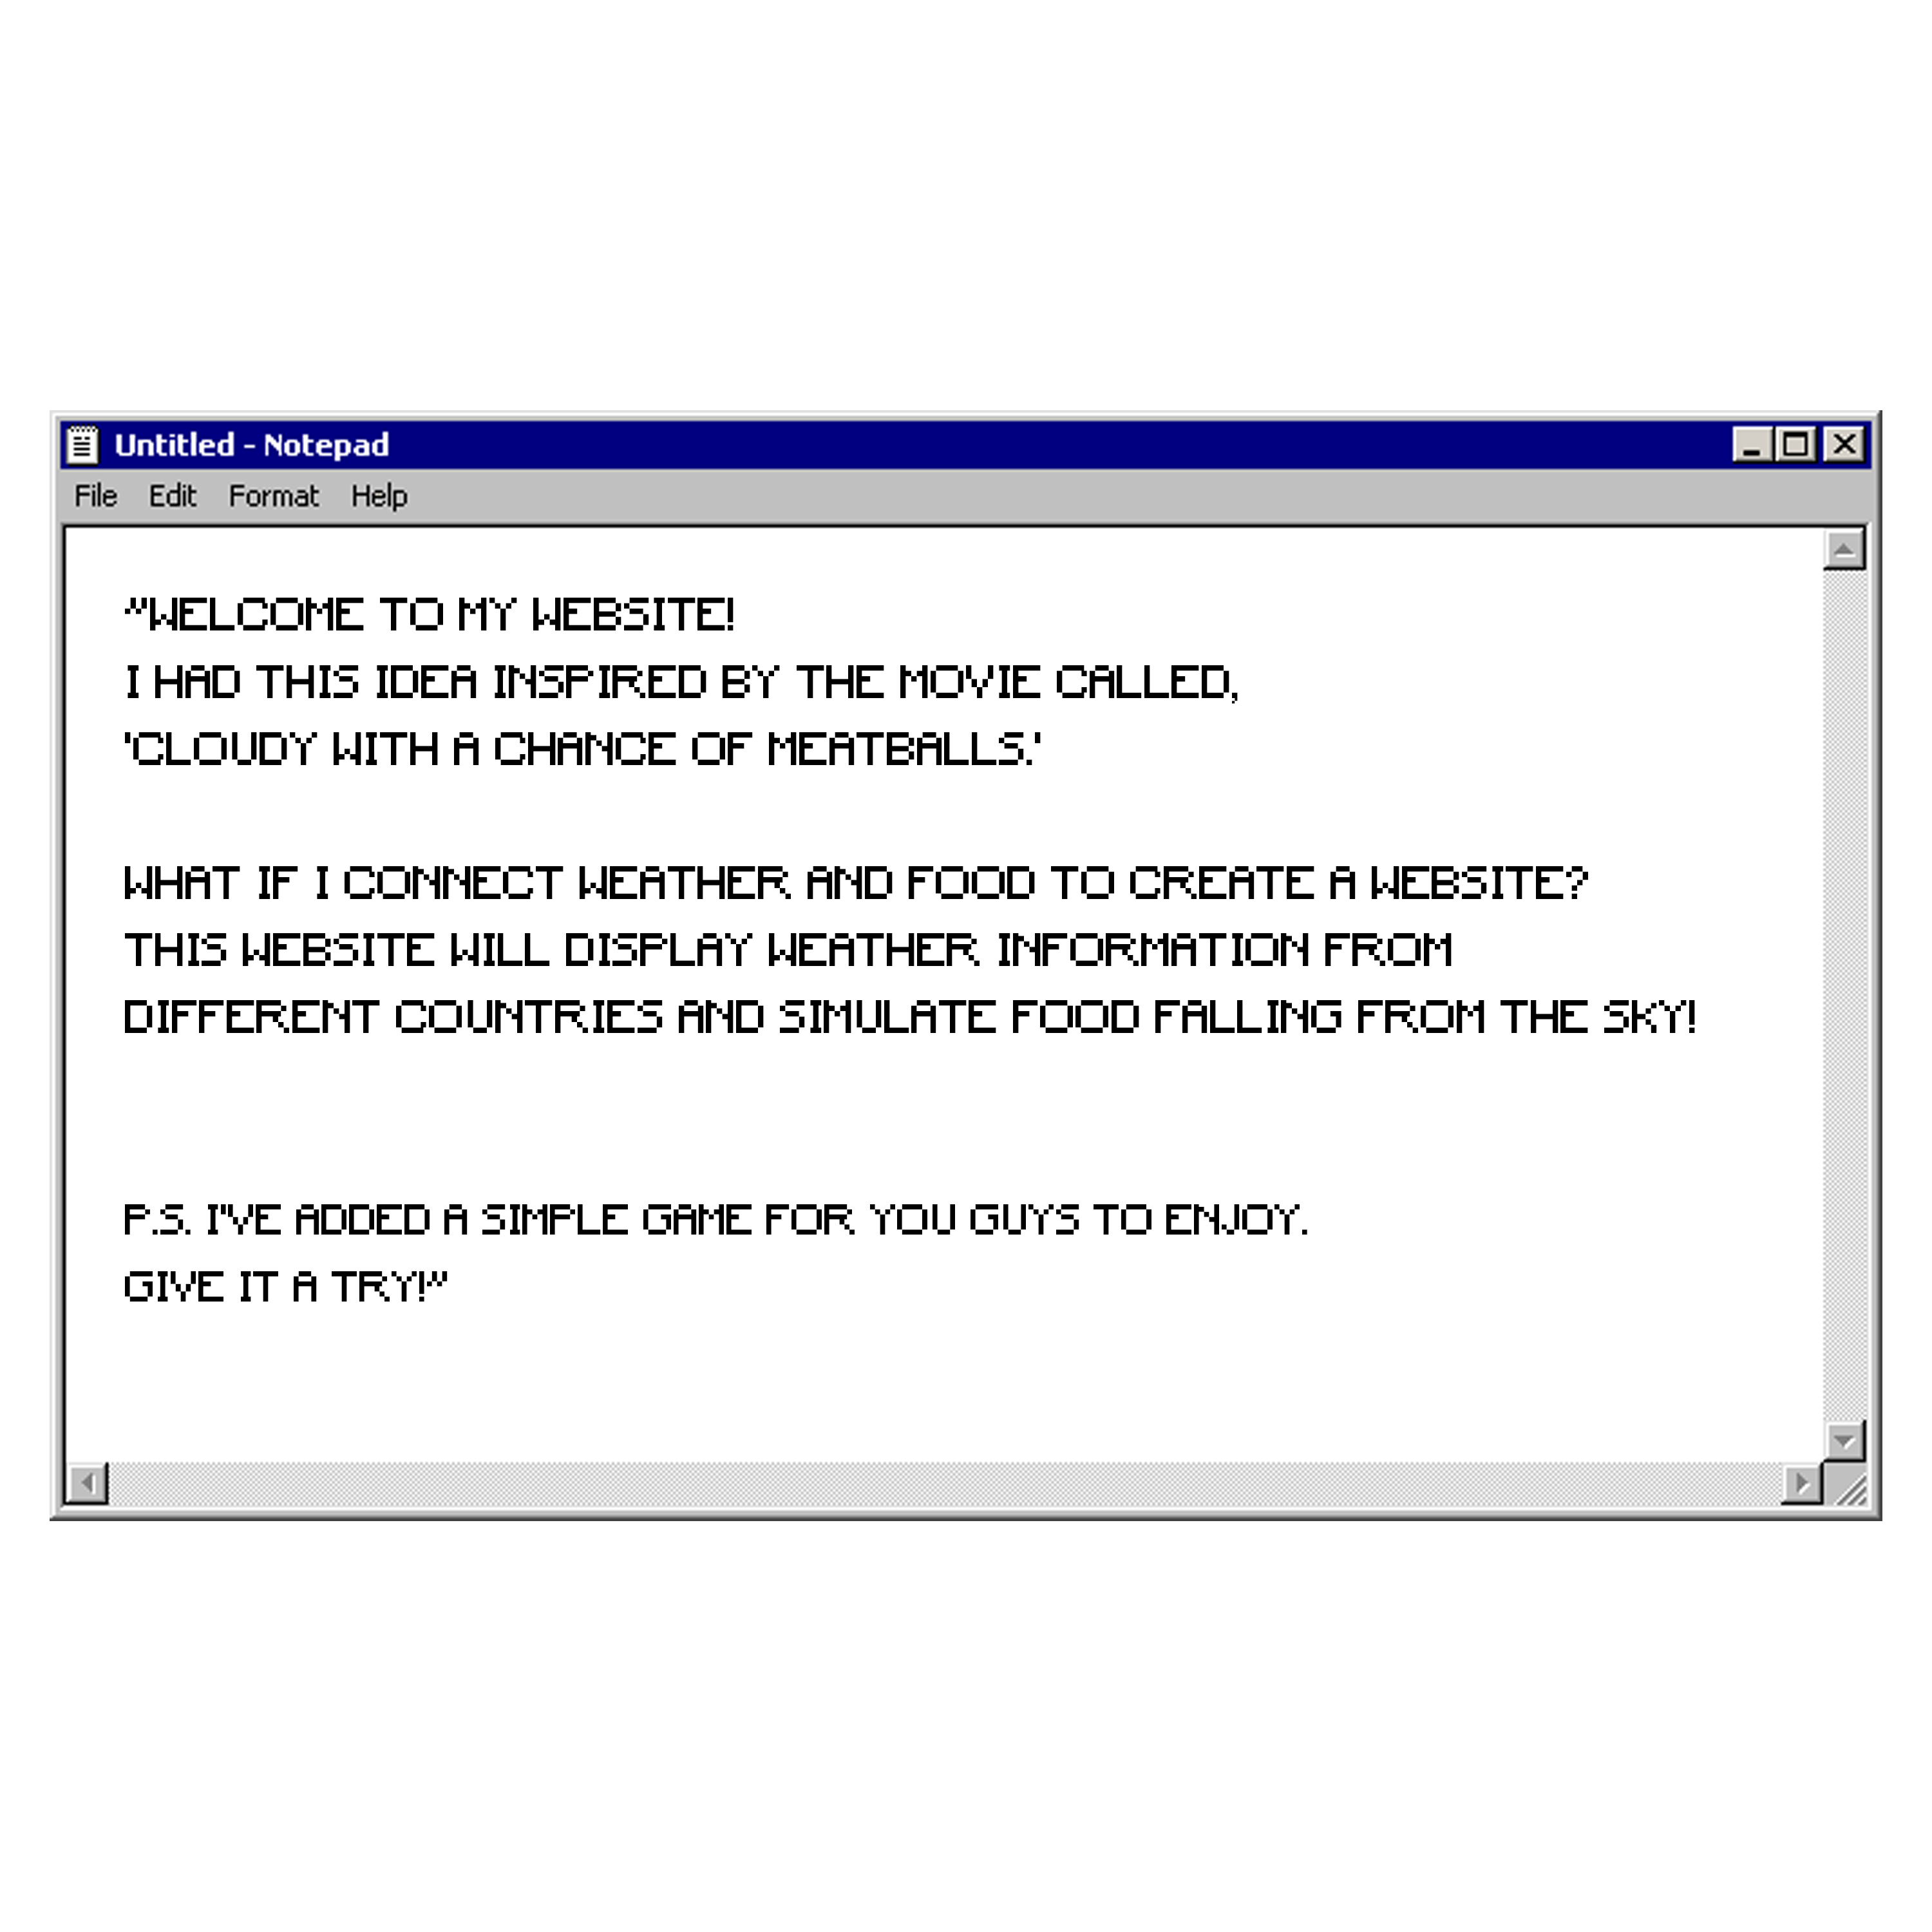 Untitled - Notepad
File Edit Format Help
"WELCOME TO MY WEBSITE!
I HAD THIS IDEA INSPIRED BY THE MOVIE CALLED,
'CLOUDY WITH A CHANCE OF MEATBALLS.'
WHAT IF I CONNECT WEATHER AND FOOD TO CREATE A WEBSITE?
THIS WEBSITE WILL DISPLAY WEATHER INFORMATION FROM
DIFFERENT COUNTRIES AND SIMULATE FOOD FALLING FROM THE SKY!
P.S. I'VE ADDED A SIMPLE GAME FOR YOU GUYS TO ENJOY.
GIVE IT A TRY!"